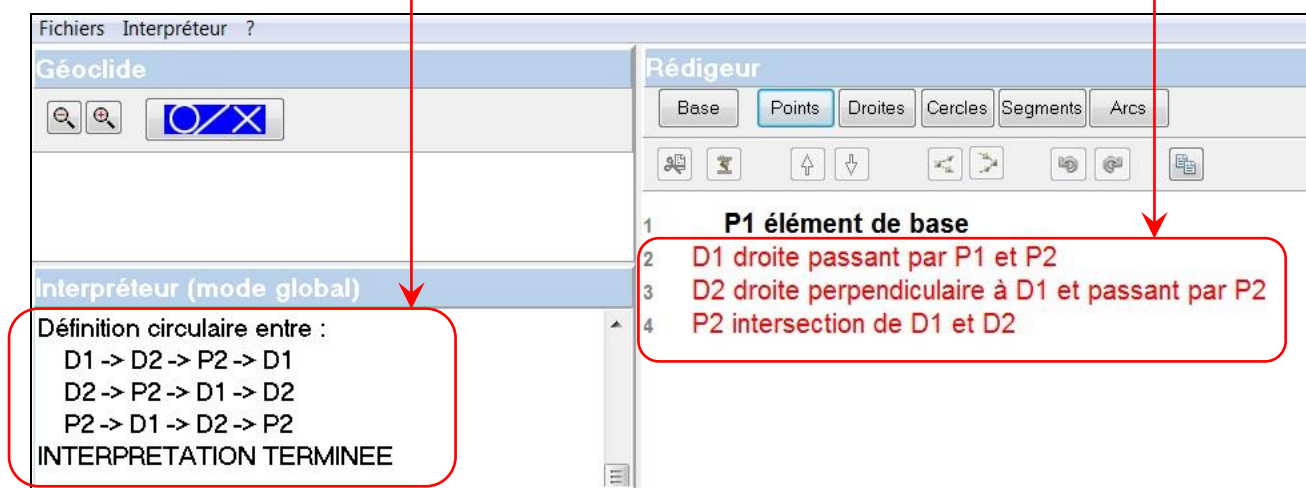 Fichiers Interpréteur ?
Géoclide
Interpréteur (mode global)
Définition circulaire entre :
D1 -> D2 -> P2 -> D1
D2 -> P2 -> D1 -> D2
P2 -> D1 -> D2 -> P2
INTERPRETATION TERMINEE
Rédigeur
Base Points Droites Cercles Segments Arcs
1 P1 élément de base
2 D1 droite passant par P1 et P2
3 D2 droite perpendiculaire à D1 et passant par P2
4 P2 intersection de D1 et D2